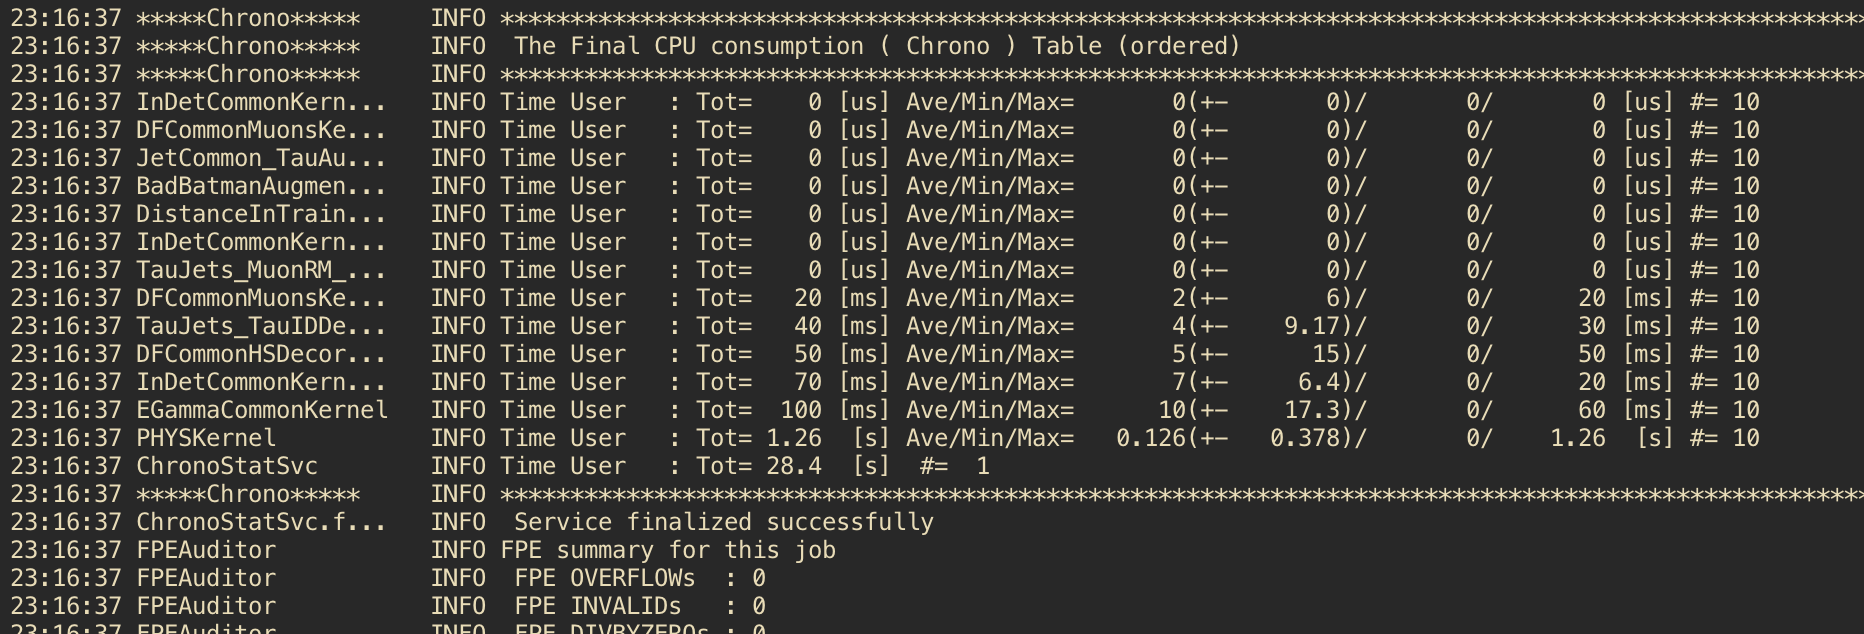 23:16:37 *****Chrono***** INFO ****************************************************************************************************
23:16:37 *****Chrono***** INFO  The Final CPU consumption ( Chrono ) Table (ordered)
23:16:37 *****Chrono***** INFO ****************************************************************************************************
23:16:37 InDetCommonKern... INFO Time User : Tot= 0 [us] Ave/Min/Max= 0(+- 0)/ 0/ 0 [us] #= 10
23:16:37 DFCommonMuonsKe... INFO Time User : Tot= 0 [us] Ave/Min/Max= 0(+- 0)/ 0/ 0 [us] #= 10
23:16:37 JetCommon_TauAu... INFO Time User : Tot= 0 [us] Ave/Min/Max= 0(+- 0)/ 0/ 0 [us] #= 10
23:16:37 BadBatmanAugmen... INFO Time User : Tot= 0 [us] Ave/Min/Max= 0(+- 0)/ 0/ 0 [us] #= 10
23:16:37 DistanceInTrain... INFO Time User : Tot= 0 [us] Ave/Min/Max= 0(+- 0)/ 0/ 0 [us] #= 10
23:16:37 InDetCommonKern... INFO Time User : Tot= 0 [us] Ave/Min/Max= 0(+- 0)/ 0/ 0 [us] #= 10
23:16:37 TauJets_MuonRM_... INFO Time User : Tot= 0 [us] Ave/Min/Max= 0(+- 0)/ 0/ 0 [us] #= 10
23:16:37 DFCommonMuonsKe... INFO Time User : Tot= 20 [ms] Ave/Min/Max= 2(+- 6)/ 0/ 20 [ms] #= 10
23:16:37 TauJets_TauIDDe... INFO Time User : Tot= 40 [ms] Ave/Min/Max= 4(+- 9.17)/ 0/ 30 [ms] #= 10
23:16:37 DFCommonHSDecor... INFO Time User : Tot= 50 [ms] Ave/Min/Max= 5(+- 15)/ 0/ 50 [ms] #= 10
23:16:37 InDetCommonKern... INFO Time User : Tot= 70 [ms] Ave/Min/Max= 7(+- 6.4)/ 0/ 20 [ms] #= 10
23:16:37 EGammaCommonKernel INFO Time User : Tot= 100 [ms] Ave/Min/Max= 10(+- 17.3)/ 0/ 60 [ms] #= 10
23:16:37 PHYSKernel INFO Time User : Tot= 1.26 [s] Ave/Min/Max= 0.126(+- 0.378)/ 0/ 1.26 [s] #= 10
23:16:37 ChronoStatSvc INFO Time User : Tot= 28.4 [s] #= 1
23:16:37 *****Chrono***** INFO ****************************************************************************************************
23:16:37 ChronoStatSvc.f... INFO  Service finalized successfully
23:16:37 FPEAuditor INFO FPE summary for this job
23:16:37 FPEAuditor INFO  FPE OVERFLOWs : 0
23:16:37 FPEAuditor INFO  FPE INVALIDs : 0
23:16:37 FPEAuditor INFO  FPE DIVBYZEROs : 0